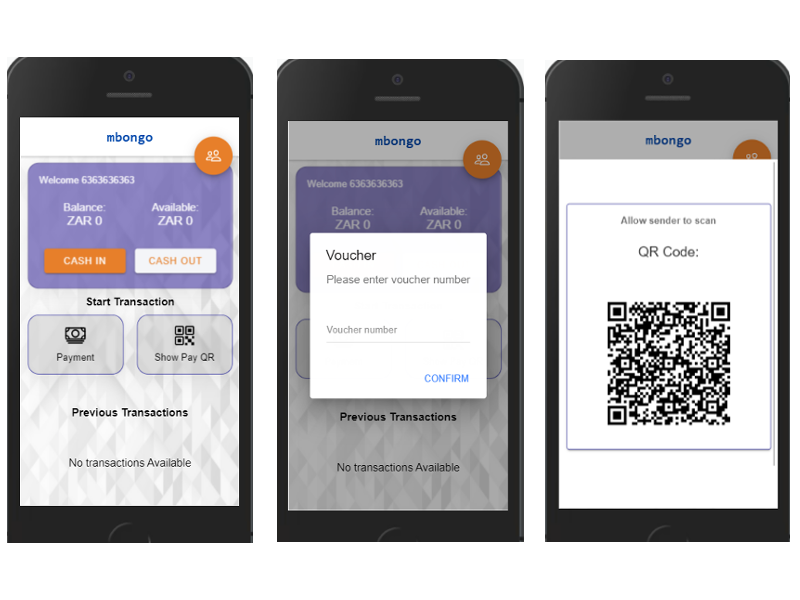 mbongo
Welcome 6363636363
Balance: Available:
ZAR 0 ZAR 0
CASH IN CASH OUT
Start Transaction
Payment Show Pay QR
Previous Transactions
No transactions Available
mbongo
Welcome 6363636363
Balance: Available:
ZAR 0 ZAR 0
Voucher
Please enter voucher number
Voucher number
CONFIRM
Previous Transactions
No transactions Available
mbongo
Allow sender to scan
QR Code: